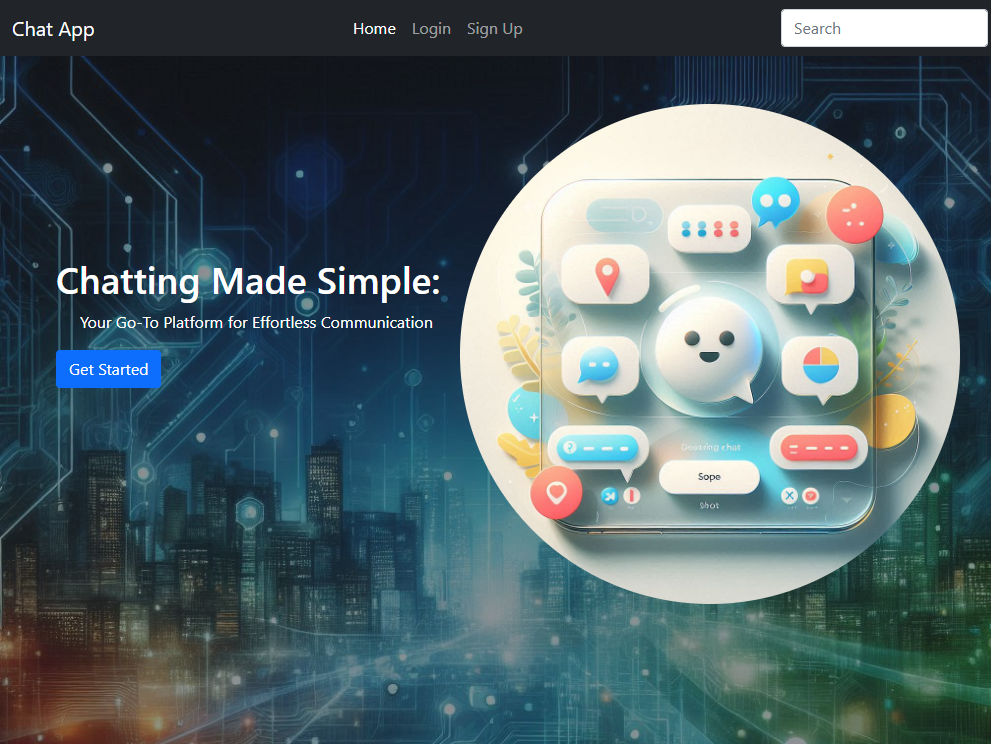 Chat App
Home Login Sign Up
Search
Chatting Made Simple:
Your Go-To Platform for Effortless Communication
Get Started
chat
Sope
Shot